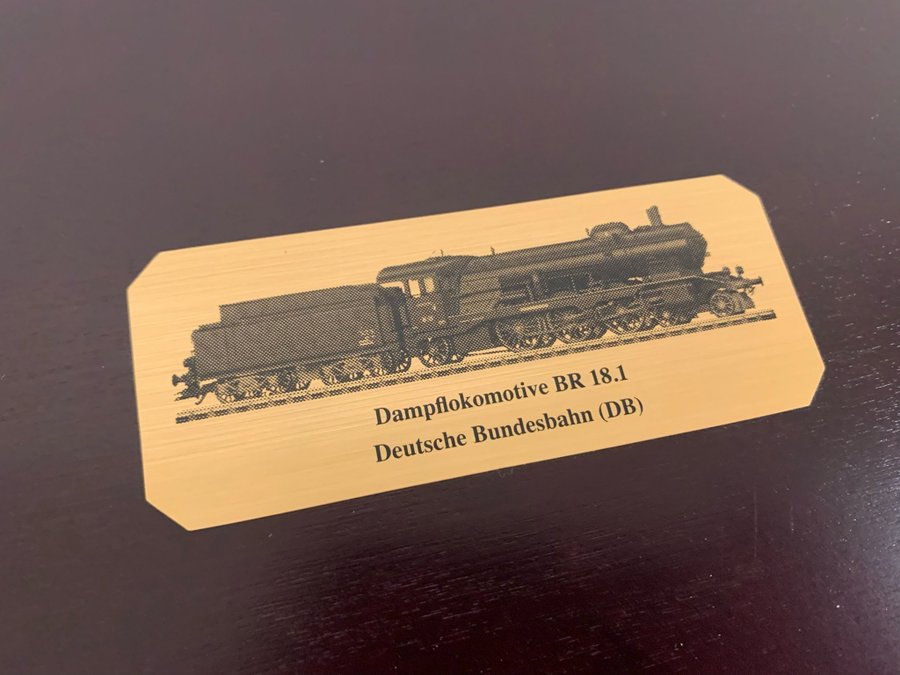 Dampflokomotive BR 18.1
Deutsche Bundesbahn (DB)